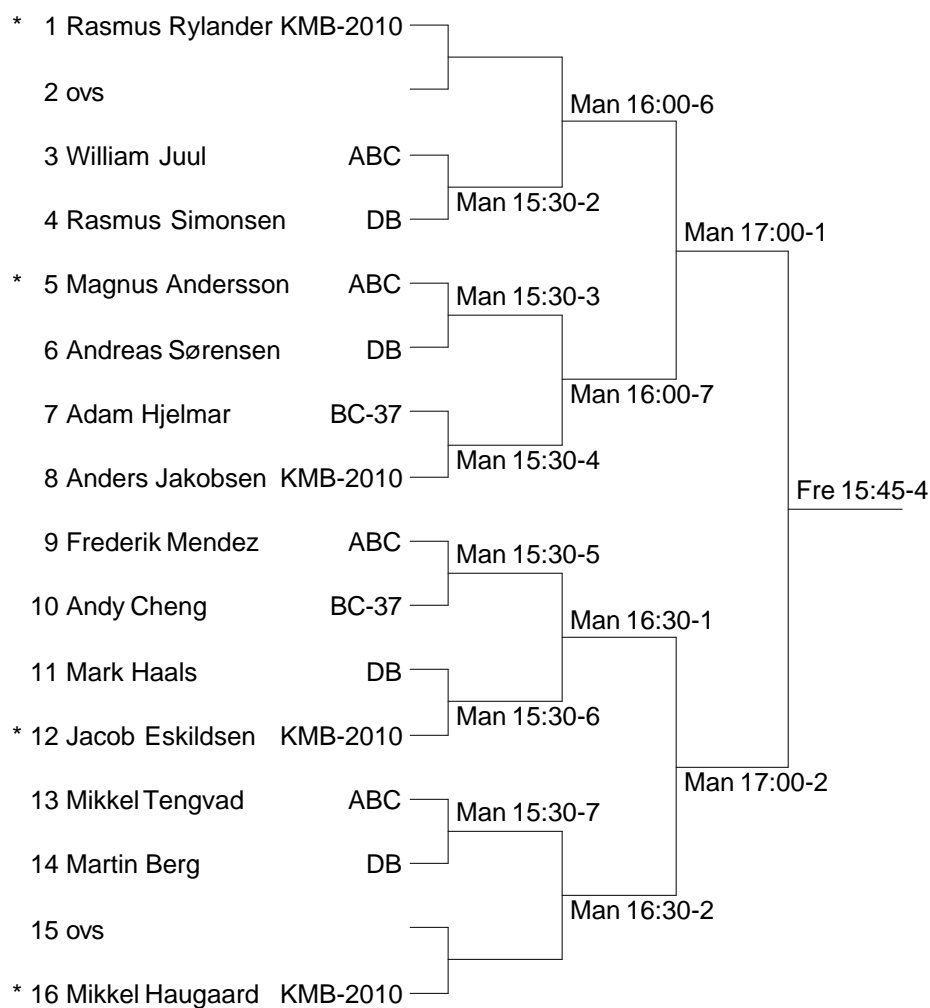 * 1 Rasmus Rylander KMB-2010
2 ovs
Man 16:00-6
3 William Juul ABC
Man 15:30-2
4 Rasmus Simonsen DB
Man 17:00-1
* 5 Magnus Andersson ABC
Man 15:30-3
6 Andreas Sørensen DB
Man 16:00-7
7 Adam Hjelmar BC-37
Man 15:30-4
8 Anders Jakobsen KMB-2010
Fre 15:45-4
9 Frederik Mendez ABC
Man 15:30-5
10 Andy Cheng BC-37
Man 16:30-1
11 Mark Haals DB
Man 15:30-6
* 12 Jacob Eskildsen KMB-2010
Man 17:00-2
13 Mikkel Tengvad ABC
Man 15:30-7
14 Martin Berg DB
Man 16:30-2
15 ovs
* 16 Mikkel Haugaard KMB-2010